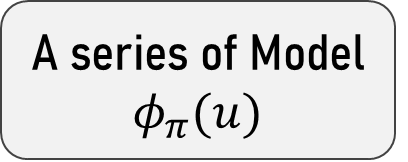 A series of Model
𝜙𝜋(𝑢)